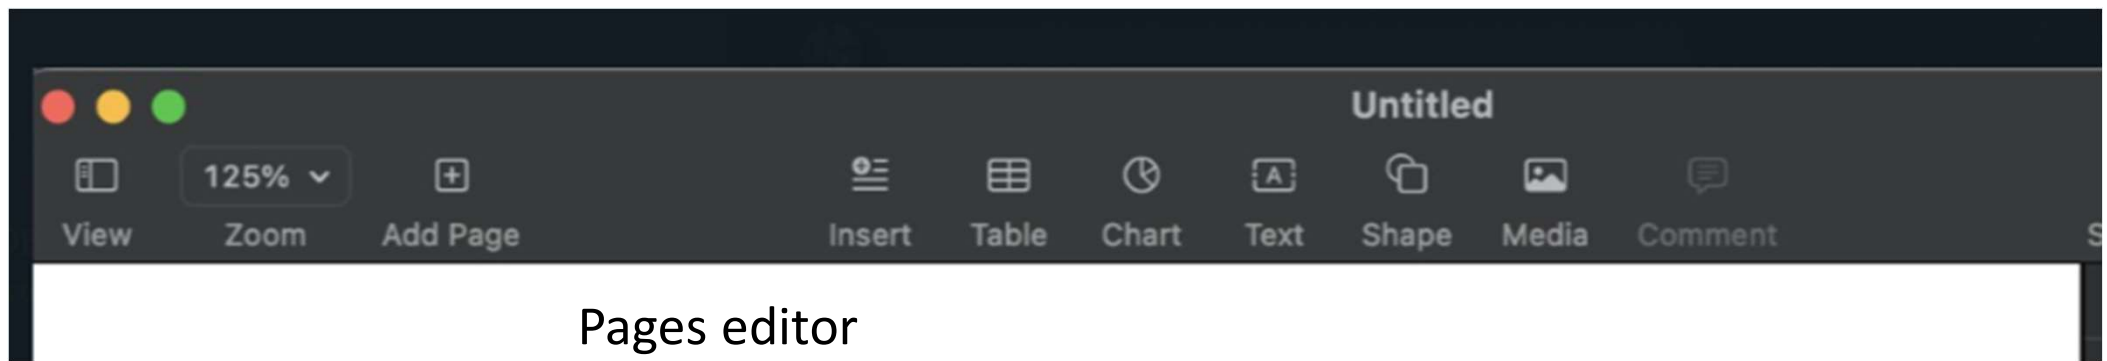 Untitled
125%
View Zoom Add Page Insert Table Chart Text Shape Media Comment
Pages editor